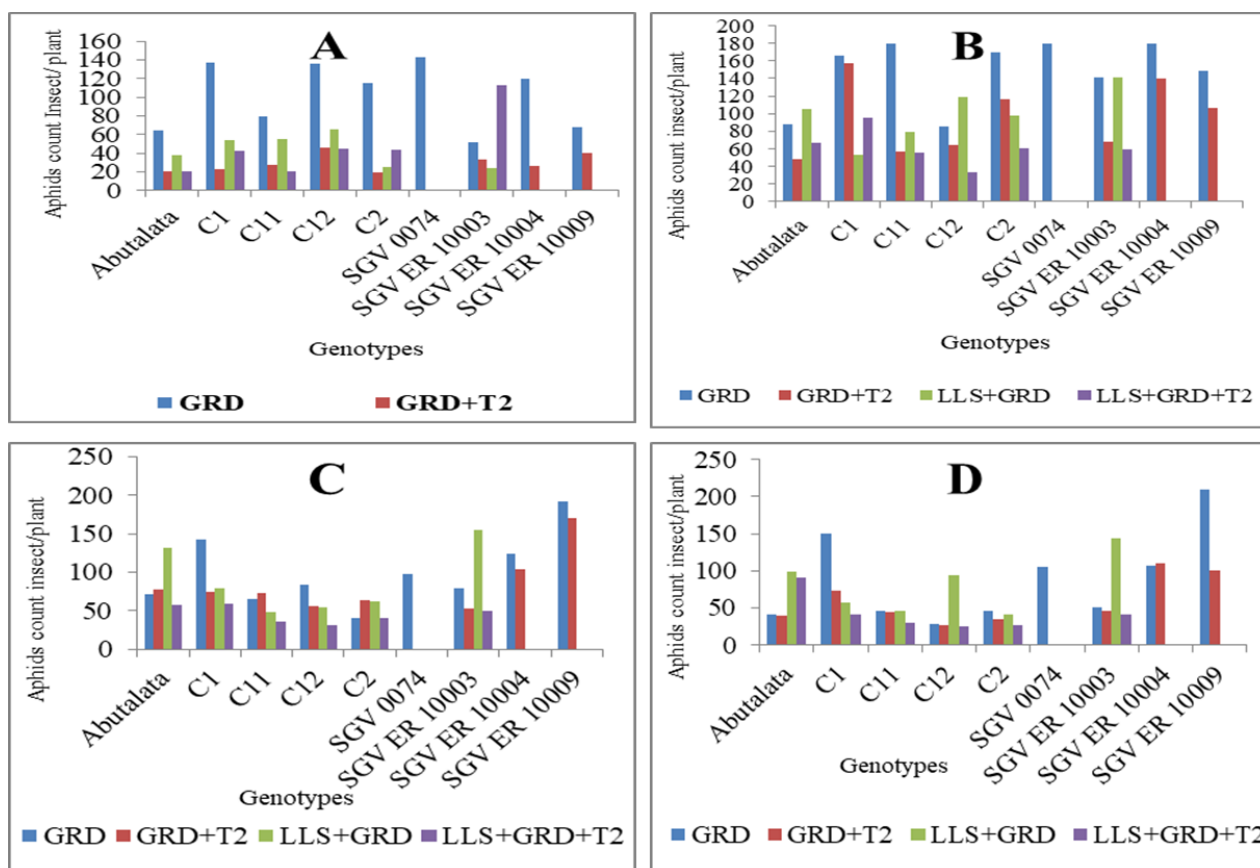 A
Aphids count Insect/plant
160
140
120
100
80
60
40
20
0
Abutalata
C1
C11
C12
C2
SGV 0074
SGV ER 10003
SGV ER 10004
SGV ER 10009
Genotypes
GRD GRD+T2
B
Aphids count insect/plant
200
180
160
140
120
100
80
60
40
20
0
Abutalata
C1
C11
C12
C2
SGV 0074
SGV ER 10003
SGV ER 10004
SGV ER 10009
Genotypes
GRD GRD+T2 LLS+GRD LLS+GRD+T2
C
Aphids count insect/plant
250
200
150
100
50
0
Abutalata
C1
C11
C12
C2
SGV 0074
SGV ER 10003
SGV ER 10004
SGV ER 10009
Genotypes
GRD GRD+T2 LLS+GRD LLS+GRD+T2
D
Aphids count insect/plant
250
200
150
100
50
0
Abutalata
C1
C11
C12
C2
SGV 0074
SGV ER 10003
SGV ER 10004
SGV ER 10009
Genotypes
GRD GRD+T2 LLS+GRD LLS+GRD+T2